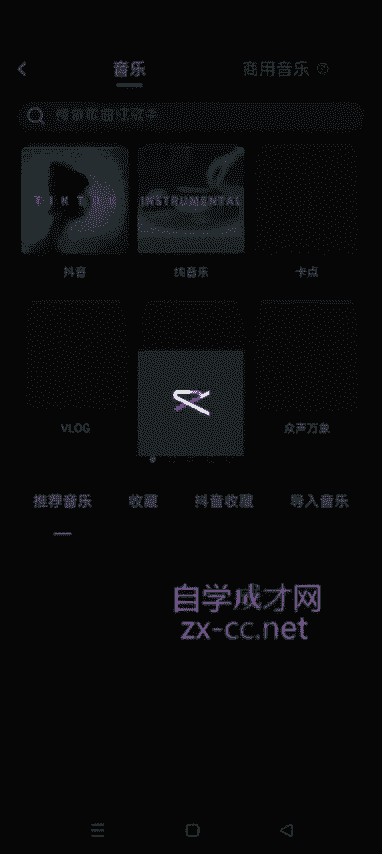 音乐
商用音乐
搜索歌曲或歌手
TIKTOK
INSTRUMENTAL
抖音
纯音乐
卡点
VLOG
众声万象
推荐音乐
收藏
抖音收藏
导入音乐
自学成才网
zx-cc.net